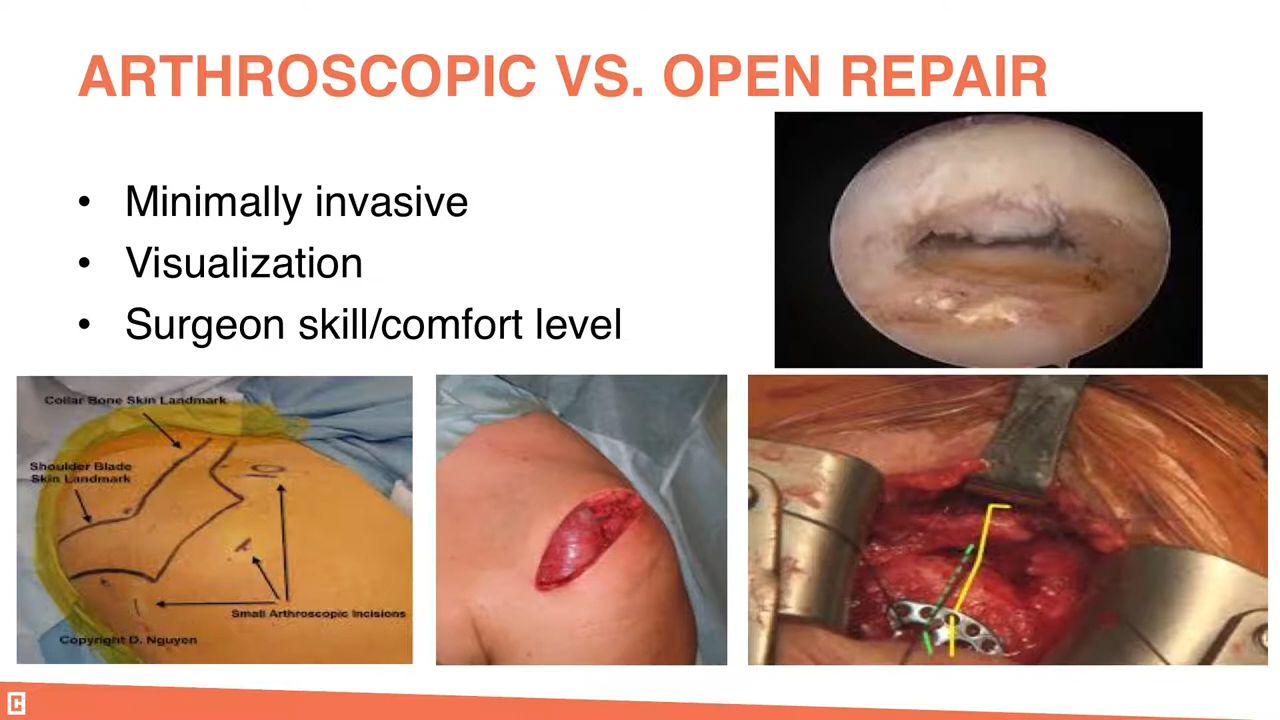 ARTHROSCOPIC VS. OPEN REPAIR
• Minimally invasive
• Visualization
• Surgeon skill/comfort level
Collar Bone Skin Landmark
Shoulder Blade
Skin Landmark
Small Arthroscopic Incisions
Copyright D. Nguyen
C